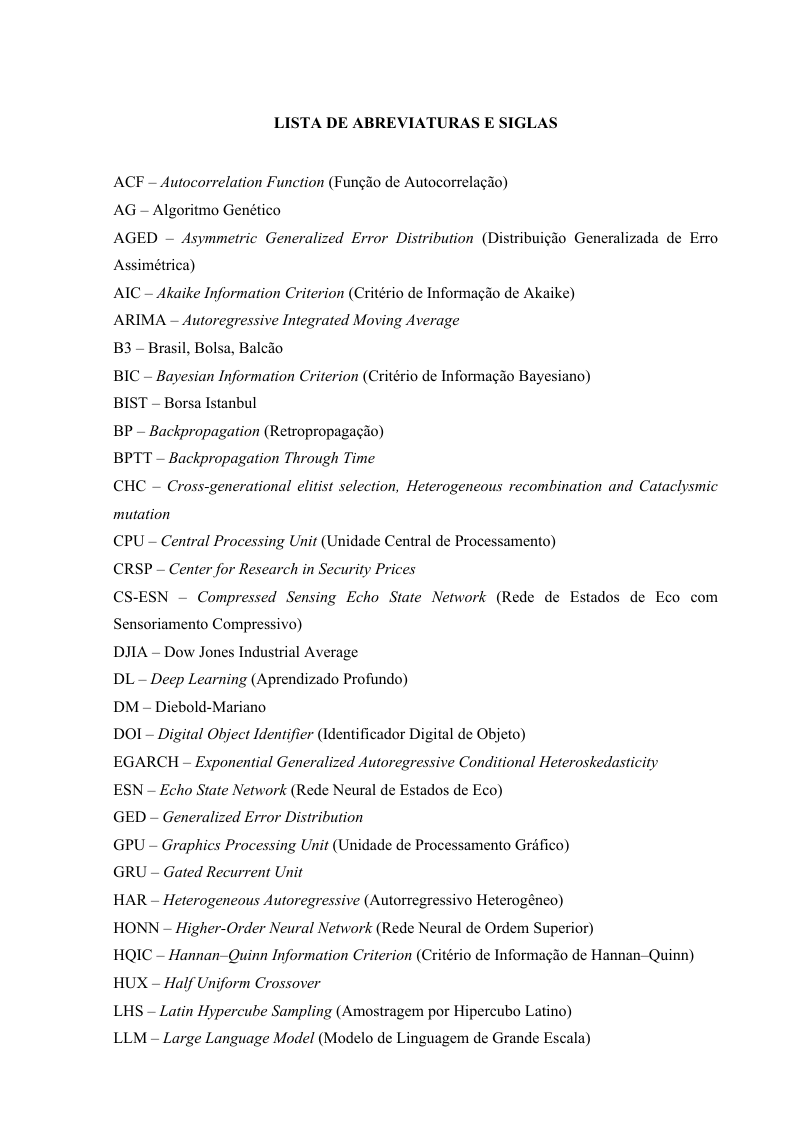 LISTA DE ABREVIATURAS E SIGLAS
ACF – Autocorrelation Function (Função de Autocorrelação)
AG – Algoritmo Genético
AGED – Asymmetric Generalized Error Distribution (Distribuição Generalizada de Erro
Assimétrica)
AIC – Akaike Information Criterion (Critério de Informação de Akaike)
ARIMA – Autoregressive Integrated Moving Average
B3 – Brasil, Bolsa, Balcão
BIC – Bayesian Information Criterion (Critério de Informação Bayesiano)
BIST – Borsa Istanbul
BP – Backpropagation (Retropropagação)
BPTT – Backpropagation Through Time
CHC – Cross-generational elitist selection, Heterogeneous recombination and Cataclysmic
mutation
CPU – Central Processing Unit (Unidade Central de Processamento)
CRSP – Center for Research in Security Prices
CS-ESN – Compressed Sensing Echo State Network (Rede de Estados de Eco com
Sensoriamento Compressivo)
DJIA – Dow Jones Industrial Average
DL – Deep Learning (Aprendizado Profundo)
DM – Diebold-Mariano
DOI – Digital Object Identifier (Identificador Digital de Objeto)
EGARCH – Exponential Generalized Autoregressive Conditional Heteroskedasticity
ESN – Echo State Network (Rede Neural de Estados de Eco)
GED – Generalized Error Distribution
GPU – Graphics Processing Unit (Unidade de Processamento Gráfico)
GRU – Gated Recurrent Unit
HAR – Heterogeneous Autoregressive (Autorregressivo Heterogêneo)
HONN – Higher-Order Neural Network (Rede Neural de Ordem Superior)
HQIC – Hannan–Quinn Information Criterion (Critério de Informação de Hannan–Quinn)
HUX – Half Uniform Crossover
LHS – Latin Hypercube Sampling (Amostragem por Hipercubo Latino)
LLM – Large Language Model (Modelo de Linguagem de Grande Escala)